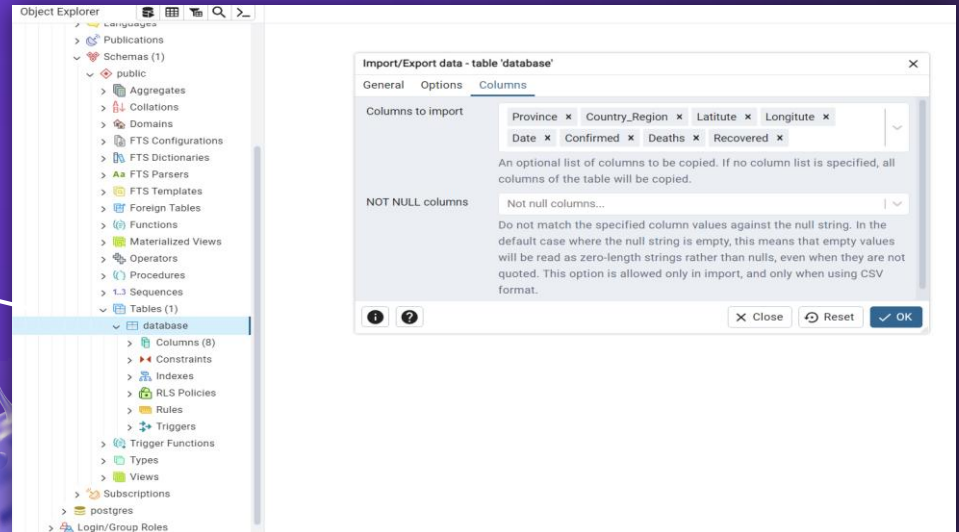 Object Explorer
Languages
Publications
Schemas (1)
public
Aggregates
Collations
Domains
FTS Configurations
FTS Dictionaries
Aa FTS Parsers
FTS Templates
Foreign Tables
Functions
Materialized Views
Operators
Procedures
1..3 Sequences
Tables (1)
database
Columns (8)
Constraints
Indexes
RLS Policies
Rules
Triggers
Trigger Functions
Types
Views
Subscriptions
postgres
Login/Group Roles
Import/Export data - table 'database'
General Options Columns
Columns to import
Province × Country_Region × Latitute × Longitute ×
Date × Confirmed × Deaths × Recovered ×
An optional list of columns to be copied. If no column list is specified, all
columns of the table will be copied.
NOT NULL columns
Not null columns...
Do not match the specified column values against the null string. In the
default case where the null string is empty, this means that empty values
will be read as zero-length strings rather than nulls, even when they are not
quoted. This option is allowed only in import, and only when using CSV
format.
Close Reset OK